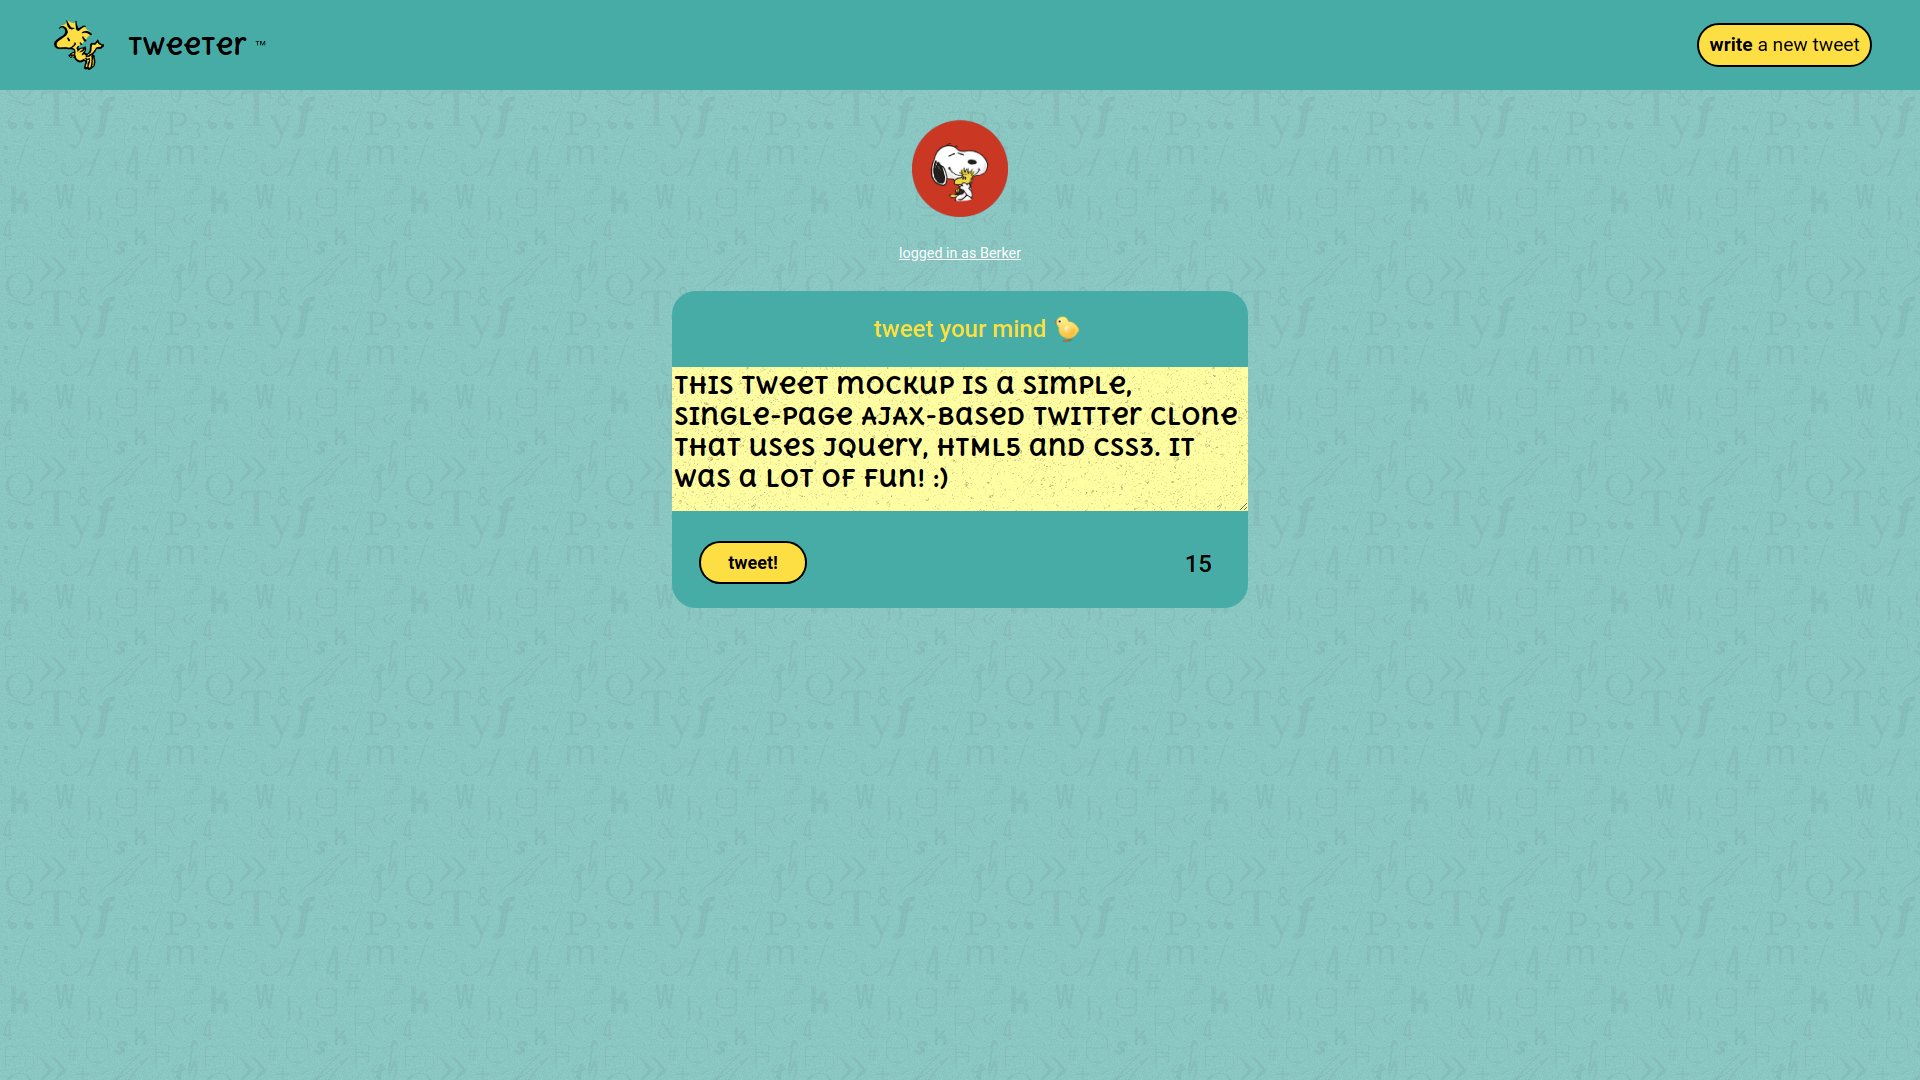 Tweeter ™
write a new tweet
logged in as Berker
tweet your mind 🐤
This tweet mockup is a simple,
single-page AJAX-based Twitter clone
that uses jQuery, HTML5 and CSS3. It
was a lot of fun! :)
tweet!
15